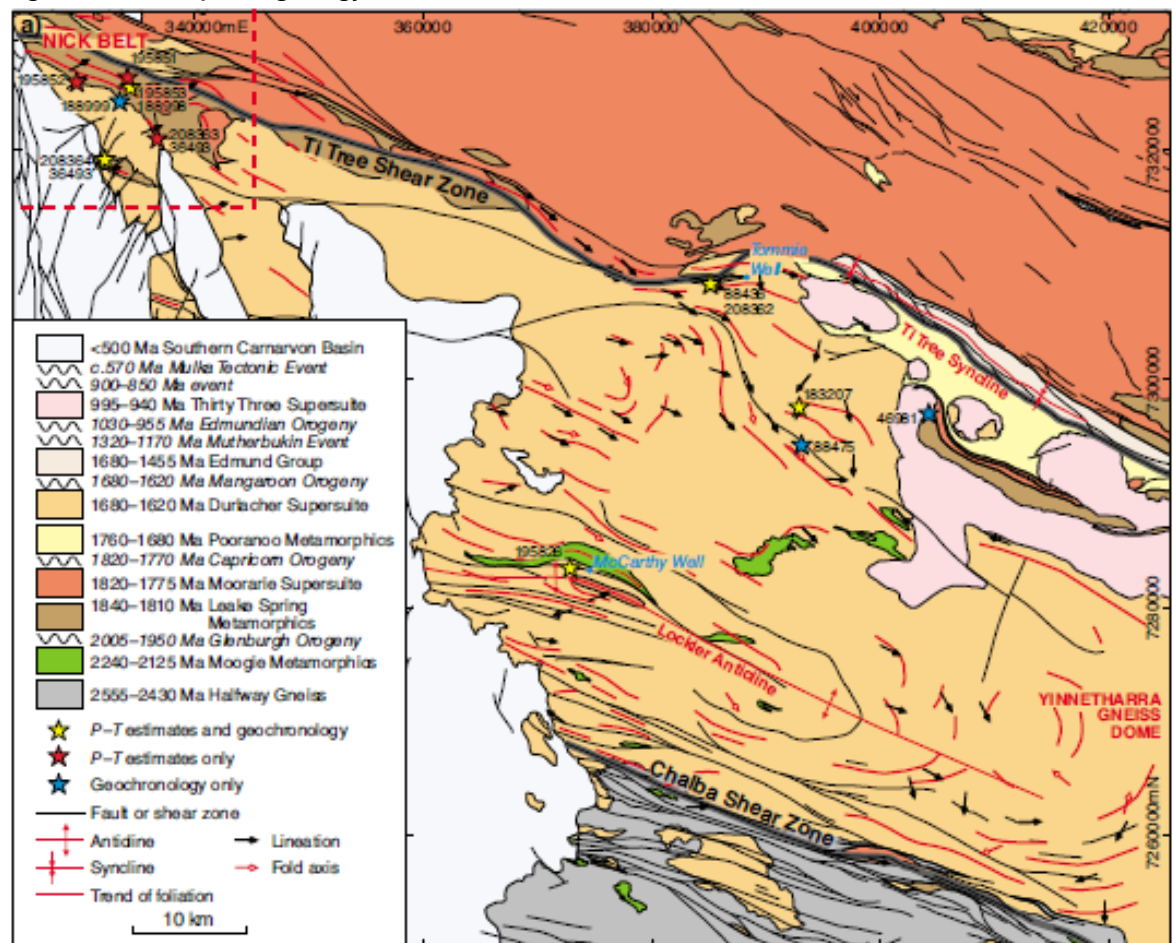 a
340000mE
360000
380000
400000
420000
NICK BELT
195851
195852
195853
188999
188998
208363
36493
208364
36493
Ti Tree Shear Zone
7320000
Tommie
Well
88435
208362
Ti Tree Syncline
7300000
183207
46981
88475
195826
McCarthy Well
7280000
Lockier Anticline
YINNETHARRA
GNEISS
DOME
Chalba Shear Zone
7260000mN
<500 Ma Southern Carnarvon Basin
c.570 Ma Mulka Tectonic Event
900–850 Ma event
995–940 Ma Thirty Three Supersuite
1030–955 Ma Edmundian Orogeny
1320–1170 Ma Mutherbukin Event
1680–1455 Ma Edmund Group
1680–1620 Ma Mangaroon Orogeny
1680–1620 Ma Durlacher Supersuite
1760–1680 Ma Pooranoo Metamorphics
1820–1770 Ma Capricorn Orogeny
1820–1775 Ma Moorarie Supersuite
1840–1810 Ma Leake Spring
Metamorphics
2005–1950 Ma Glenburgh Orogeny
2240–2125 Ma Moogie Metamorphics
2555–2430 Ma Halfway Gneiss
P–T estimates and geochronology
P–T estimates only
Geochronology only
Fault or shear zone
Anticline
Lineation
Syncline
Fold axis
Trend of foliation
10 km